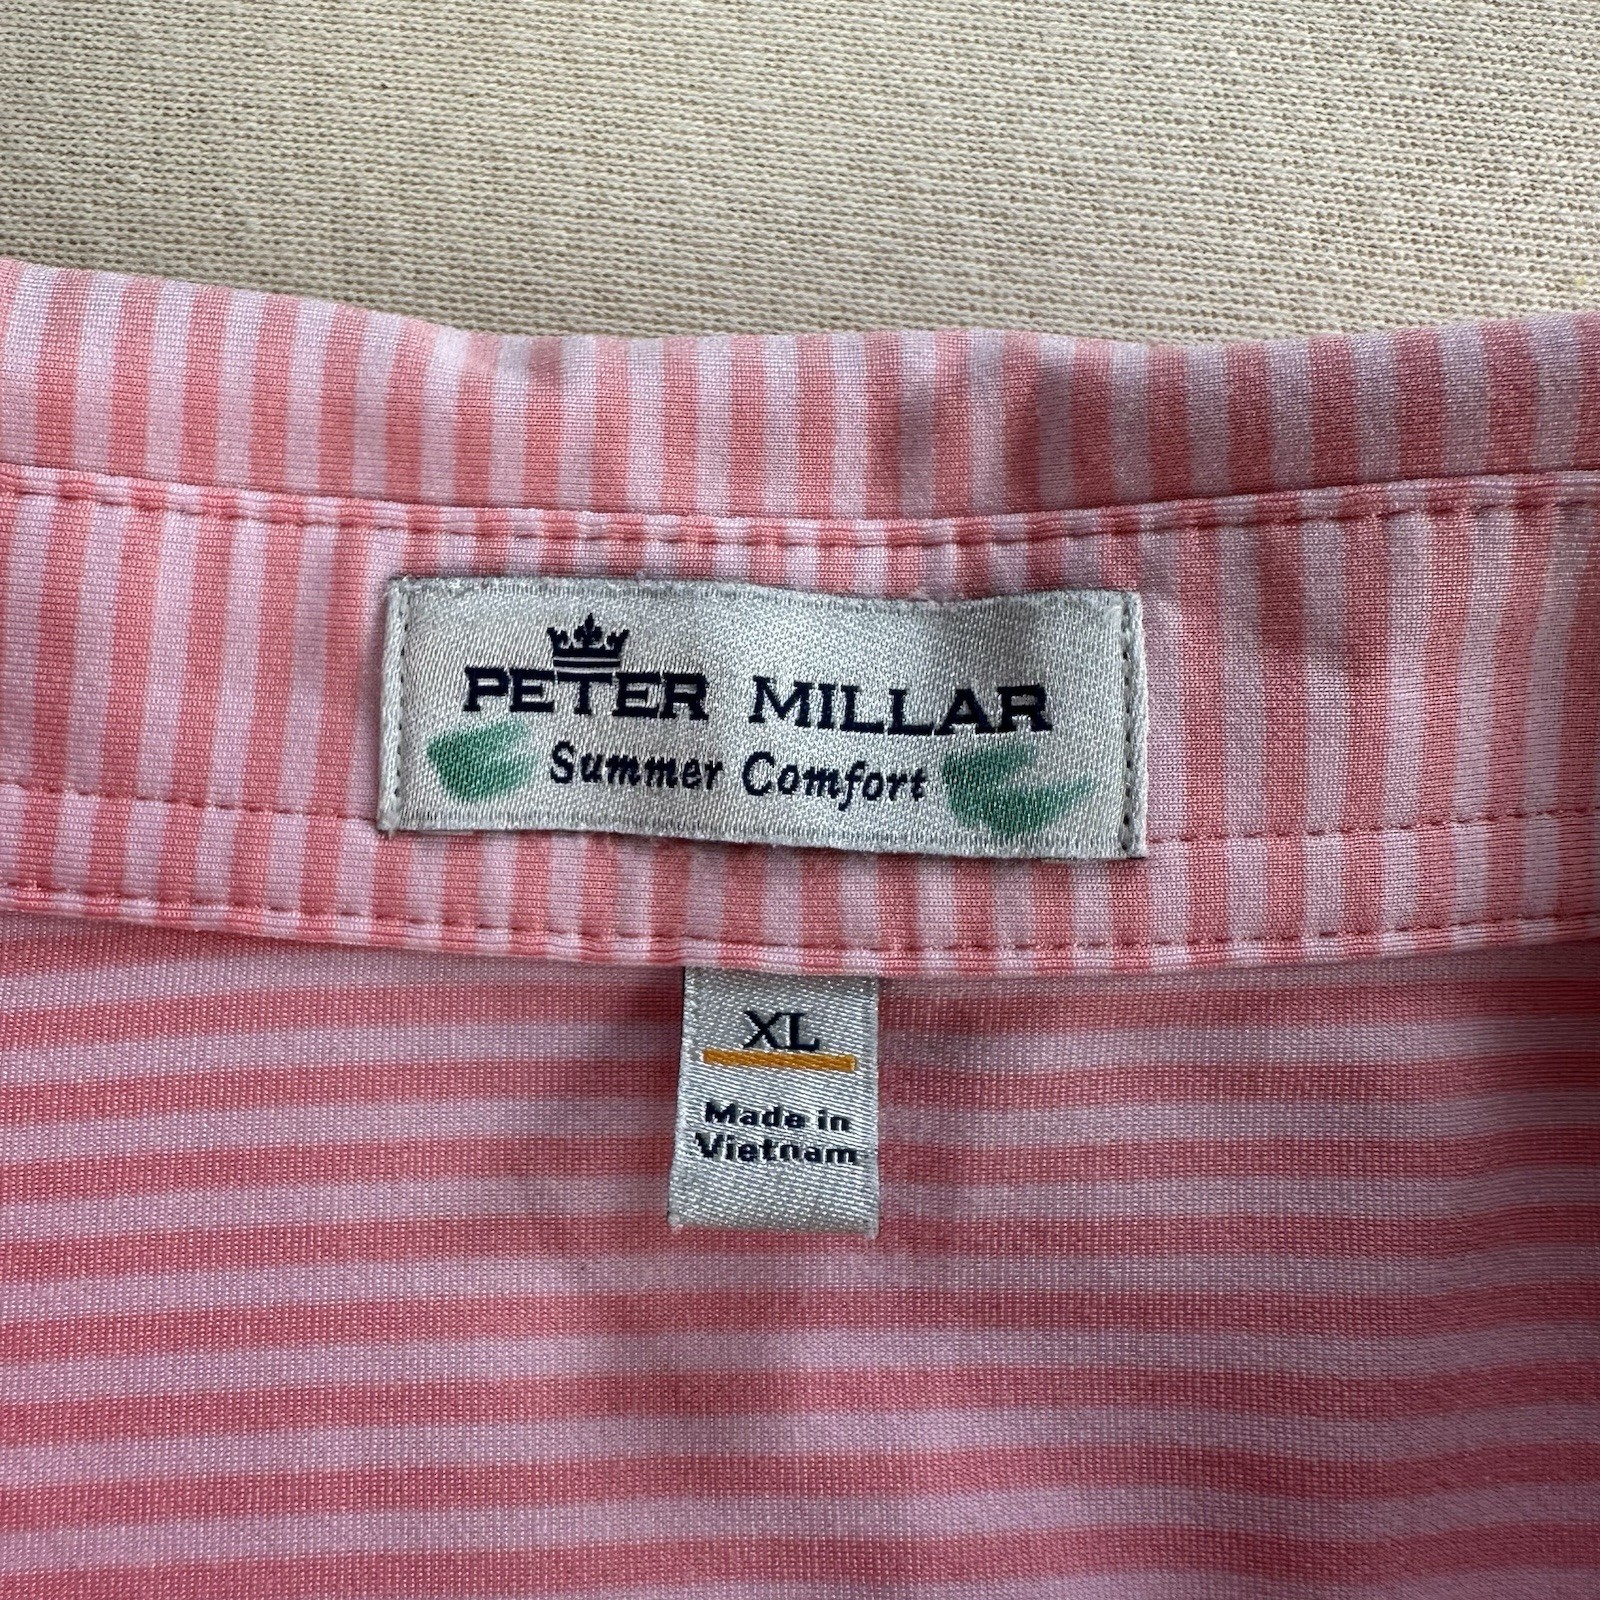 PETER MILLAR
Summer Comfort
XL
Made in
Vietnam